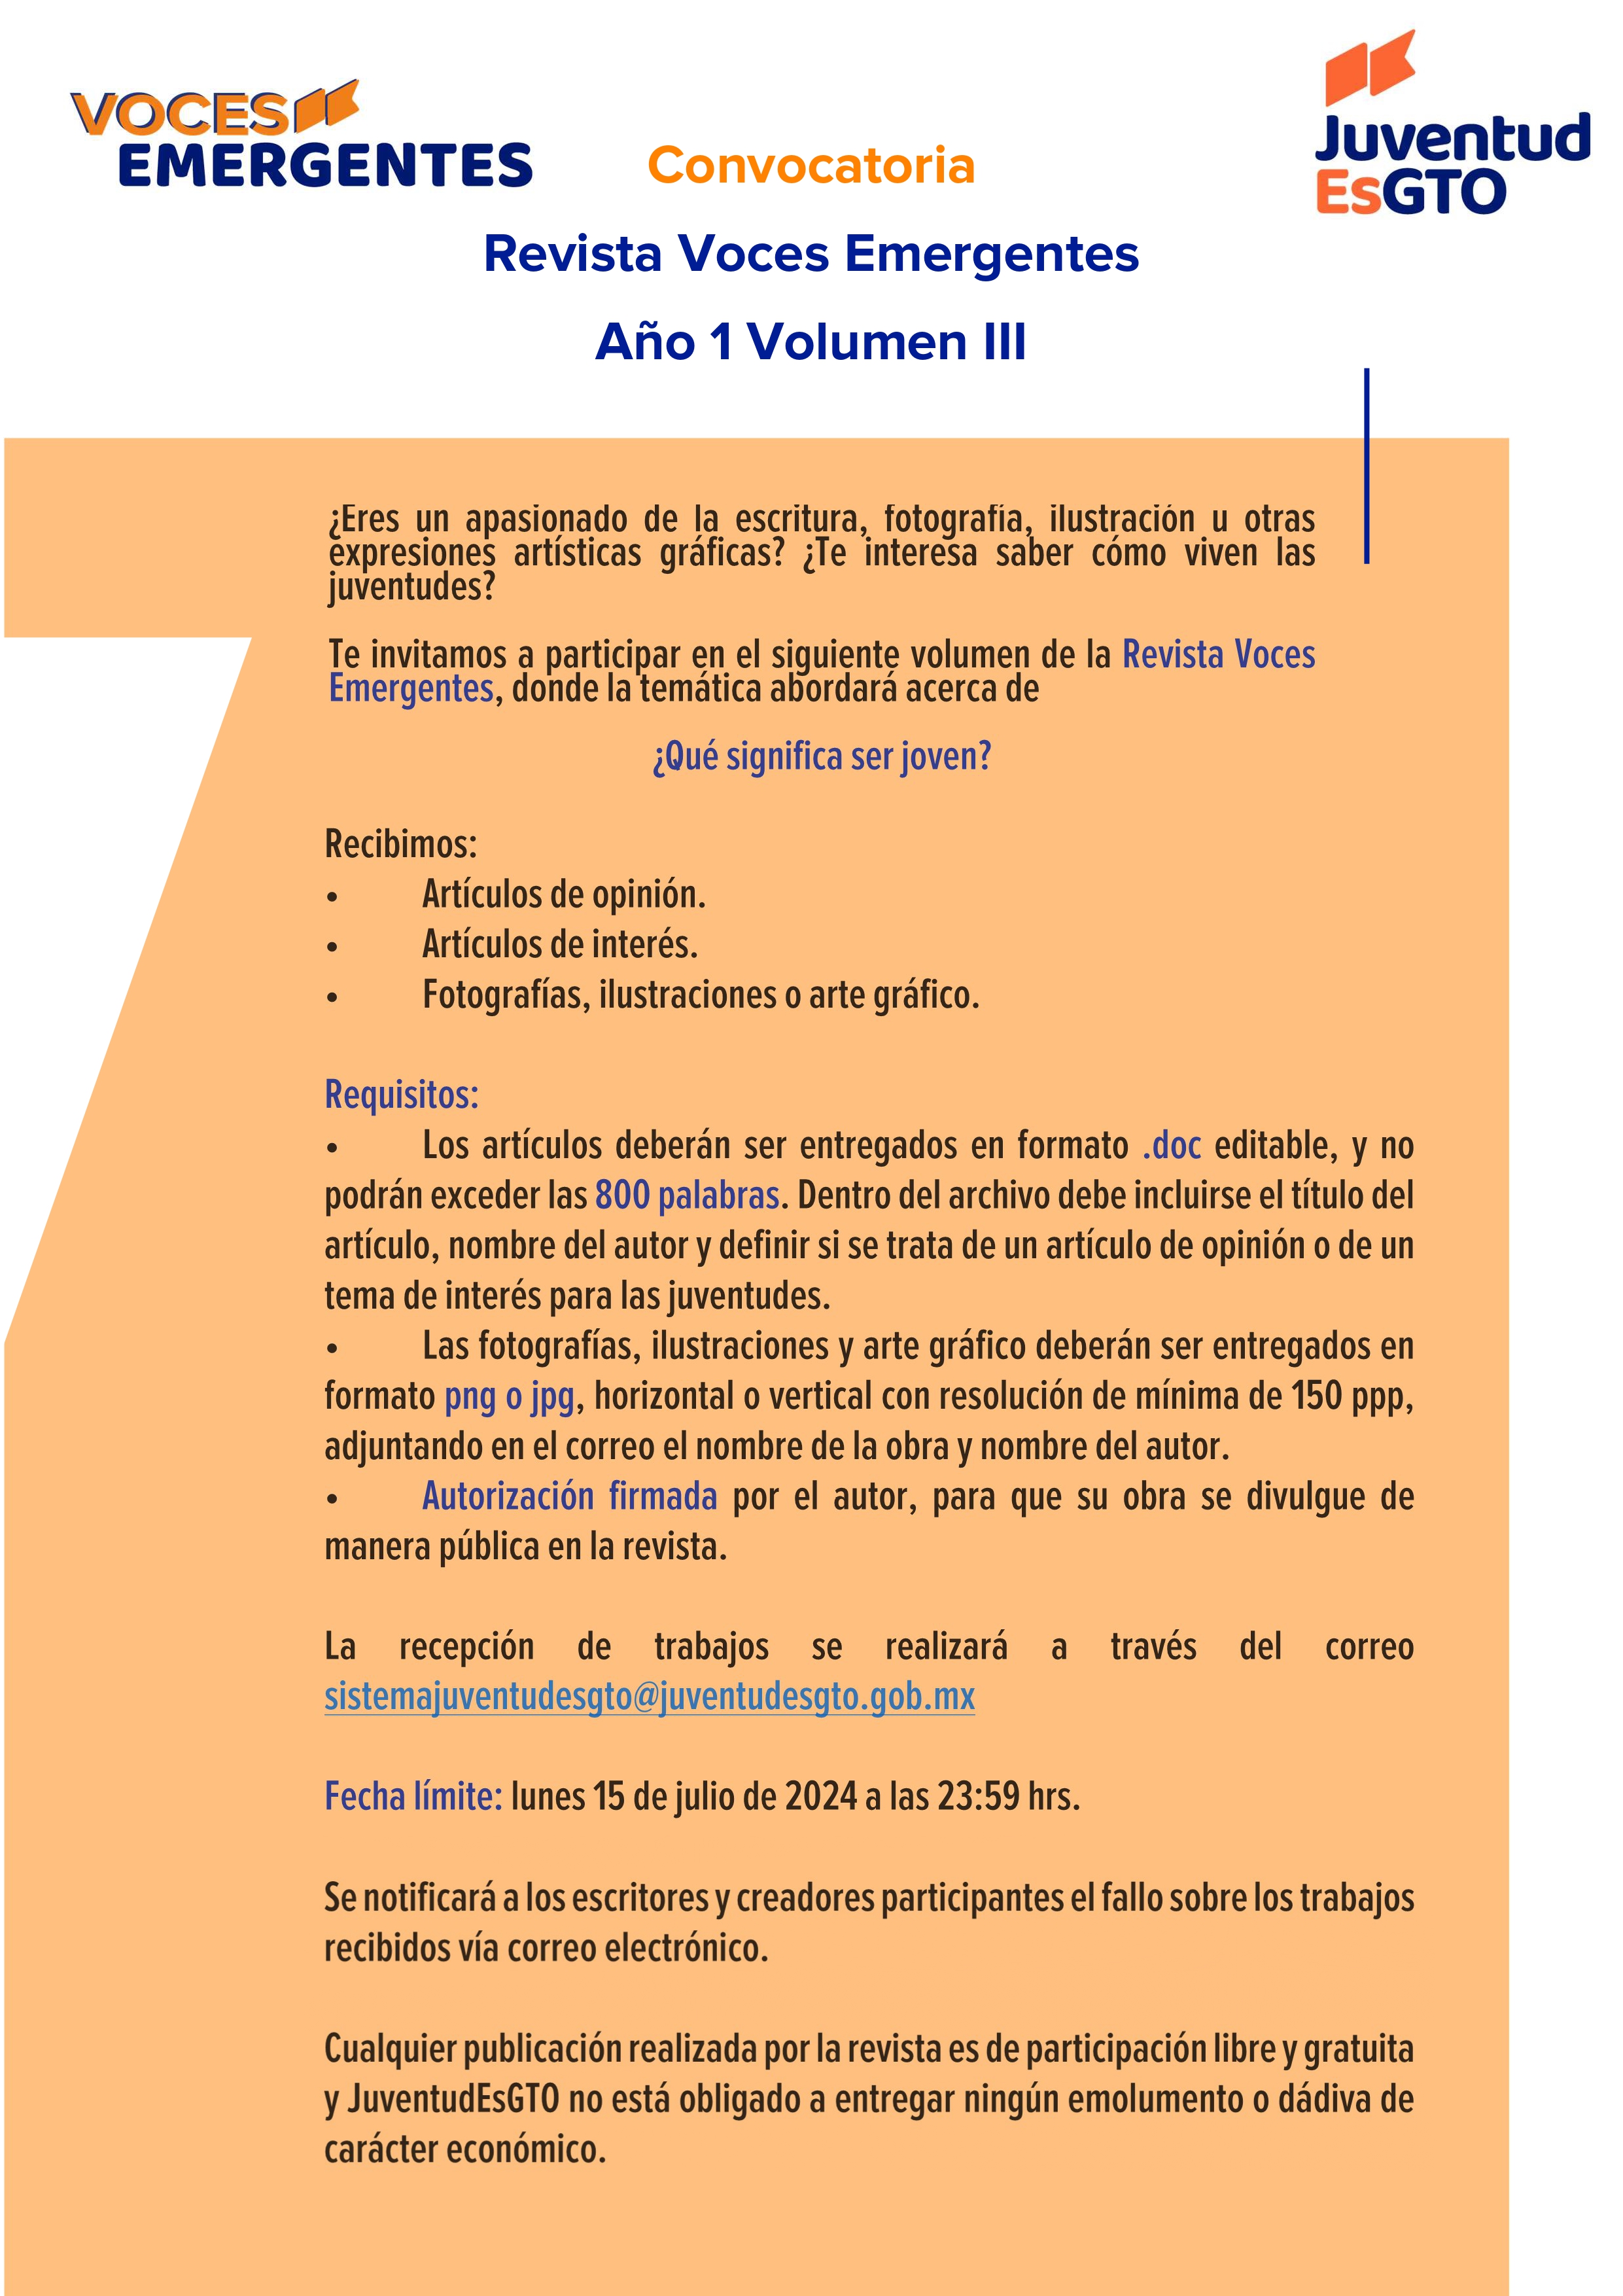 VOCES
EMERGENTES
Juventud
EsGTO
Convocatoria
Revista Voces Emergentes
Año 1 Volumen III
¿Eres un apasionado de la escritura, fotografía, ilustración u otras
expresiones artísticas gráficas? ¿Te interesa saber cómo viven las
juventudes?
Te invitamos a participar en el siguiente volumen de la Revista Voces
Emergentes, donde la temática abordará acerca de
¿Qué significa ser joven?
Recibimos:
• Artículos de opinión.
• Artículos de interés.
• Fotografías, ilustraciones o arte gráfico.
Requisitos:
• Los artículos deberán ser entregados en formato .doc editable, y no
podrán exceder las 800 palabras. Dentro del archivo debe incluirse el título del
artículo, nombre del autor y definir si se trata de un artículo de opinión o de un
tema de interés para las juventudes.
• Las fotografías, ilustraciones y arte gráfico deberán ser entregados en
formato png o jpg, horizontal o vertical con resolución de mínima de 150 ppp,
adjuntando en el correo el nombre de la obra y nombre del autor.
• Autorización firmada por el autor, para que su obra se divulgue de
manera pública en la revista.
La recepción de trabajos se realizará a través del correo
sistemajuventudesgto@juventudesgto.gob.mx
Fecha límite: lunes 15 de julio de 2024 a las 23:59 hrs.
Se notificará a los escritores y creadores participantes el fallo sobre los trabajos
recibidos vía correo electrónico.
Cualquier publicación realizada por la revista es de participación libre y gratuita
y JuventudEsGTO no está obligado a entregar ningún emolumento o dádiva de
carácter económico.